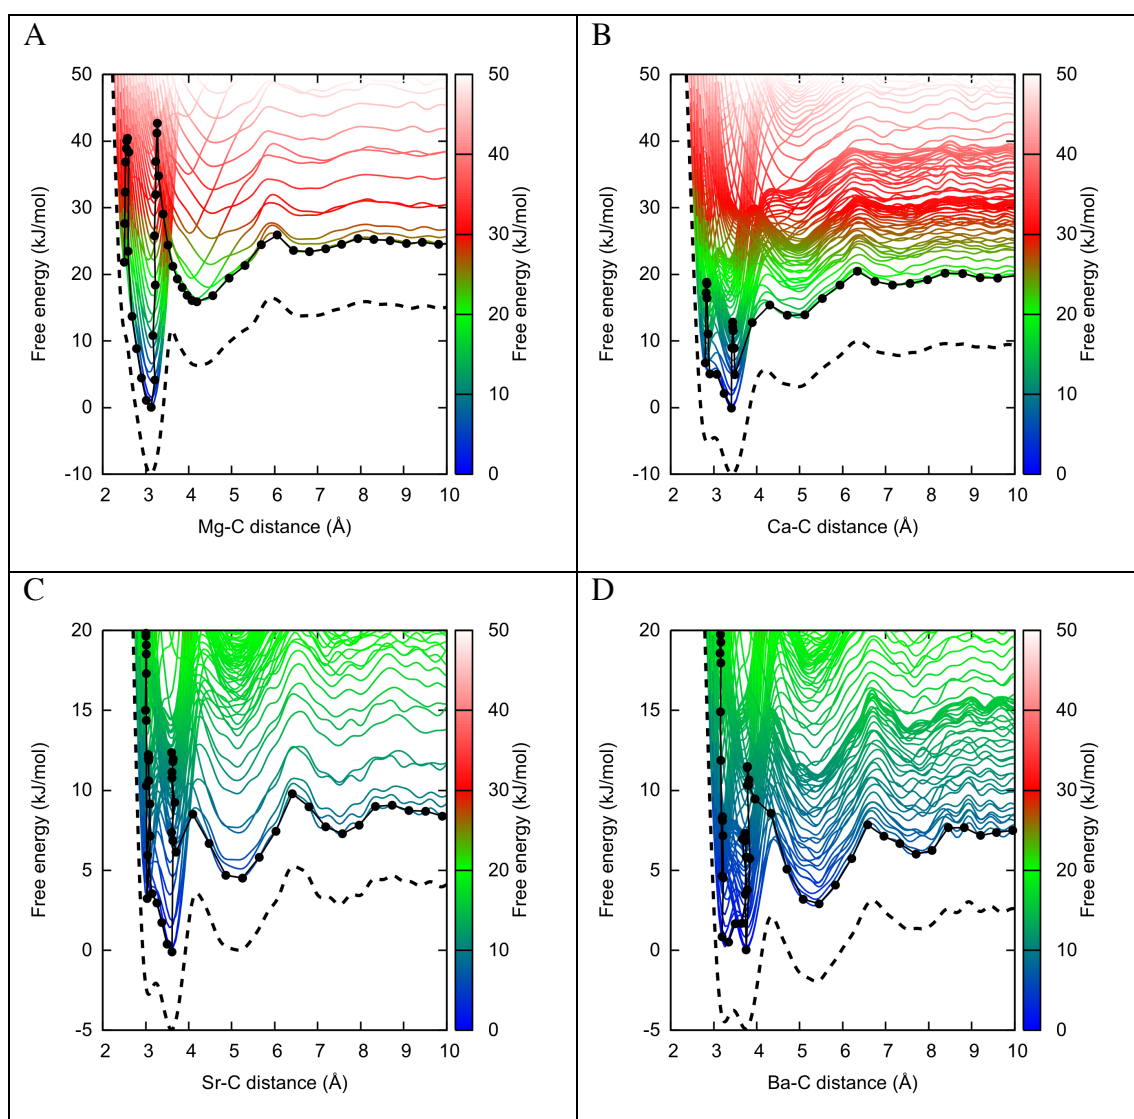 A
50
40
30
20
10
0
-10
2 3 4 5 6 7 8 9 10
Free energy (kJ/mol)
Mg-C distance (Å)
50
40
30
20
10
0
Free energy (kJ/mol)
B
50
40
30
20
10
0
-10
2 3 4 5 6 7 8 9 10
Free energy (kJ/mol)
Ca-C distance (Å)
50
40
30
20
10
0
Free energy (kJ/mol)
C
20
15
10
5
0
-5
2 3 4 5 6 7 8 9 10
Free energy (kJ/mol)
Sr-C distance (Å)
50
40
30
20
10
0
Free energy (kJ/mol)
D
20
15
10
5
0
-5
2 3 4 5 6 7 8 9 10
Free energy (kJ/mol)
Ba-C distance (Å)
50
40
30
20
10
0
Free energy (kJ/mol)